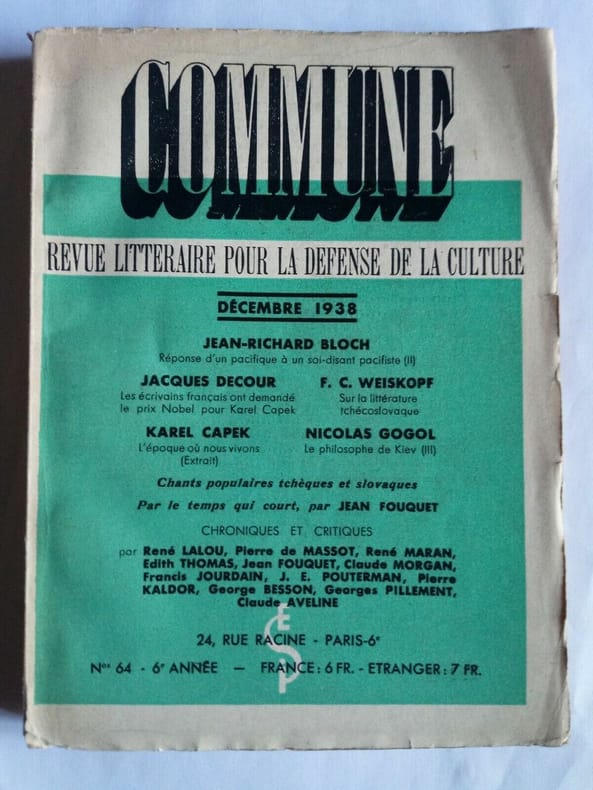 COMMUNE
REVUE LITTERAIRE POUR LA DEFENSE DE LA CULTURE
DÉCEMBRE 1938
JEAN-RICHARD BLOCH
Réponse d'un pacifique à un soi-disant pacifiste (II)
JACQUES DECOUR
Les écrivains français ont demandé
le prix Nobel pour Karel Capek
F. C. WEISKOPF
Sur la littérature
tchécoslovaque
KAREL CAPEK
L'époque où nous vivons
(Extrait)
NICOLAS GOGOL
Le philosophe de Kiev (III)
Chants populaires tchèques et slovaques
Par le temps qui court, par JEAN FOUQUET
CHRONIQUES ET CRITIQUES
par René LALOU, Pierre de MASSOT, René MARAN,
Edith THOMAS, Jean FOUQUET, Claude MORGAN,
Francis JOURDAIN, J. E. POUTERMAN, Pierre
KALDOR, George BESSON, Georges PILLEMENT,
Claude AVELINE
ESP
24, RUE RACINE - PARIS-6e
Nos 64 - 6e ANNÉE — FRANCE : 6 FR. - ETRANGER : 7 FR.